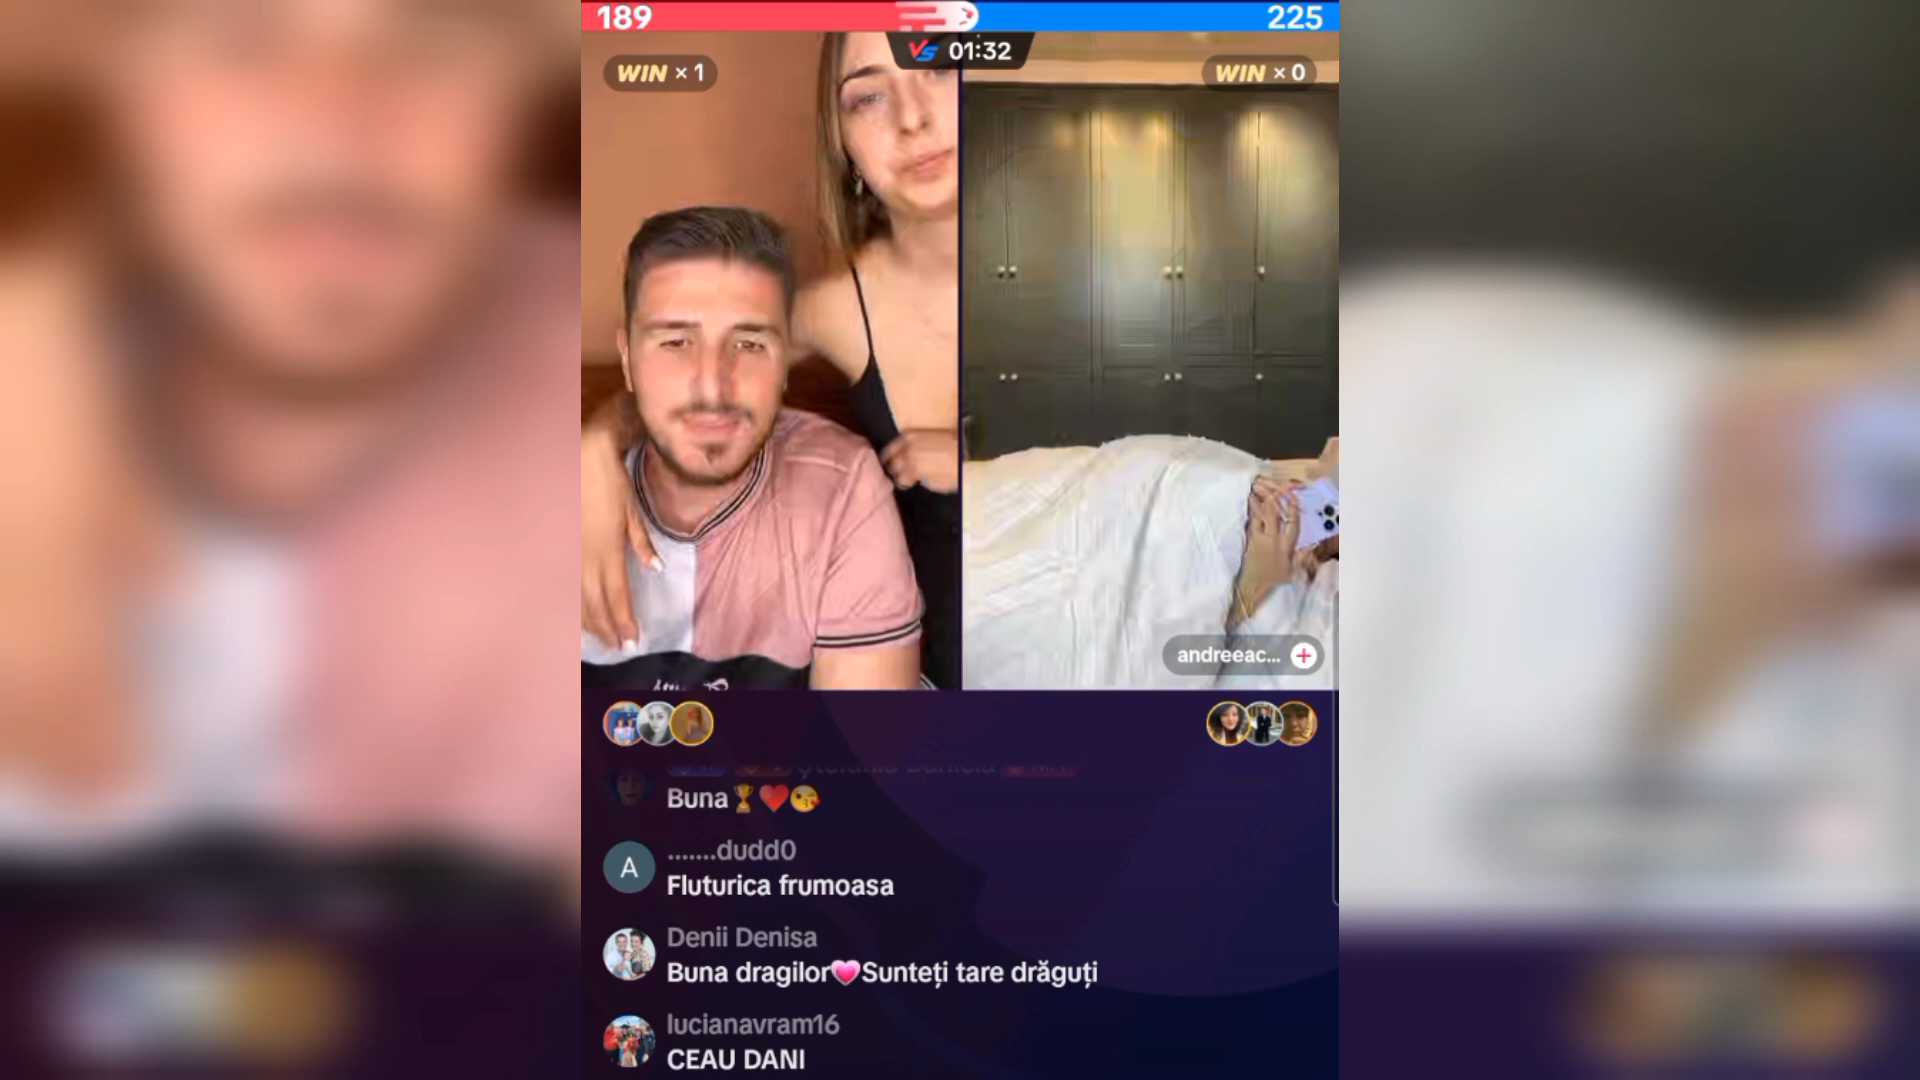 189
225
VS 01:32
WIN × 1
WIN × 0
andreeac...
Buna🏆❤️😘
A
.......dudd0
Fluturica frumoasa
Denii Denisa
Buna dragilor💗Sunteți tare drăguți
lucianavram16
CEAU DANI